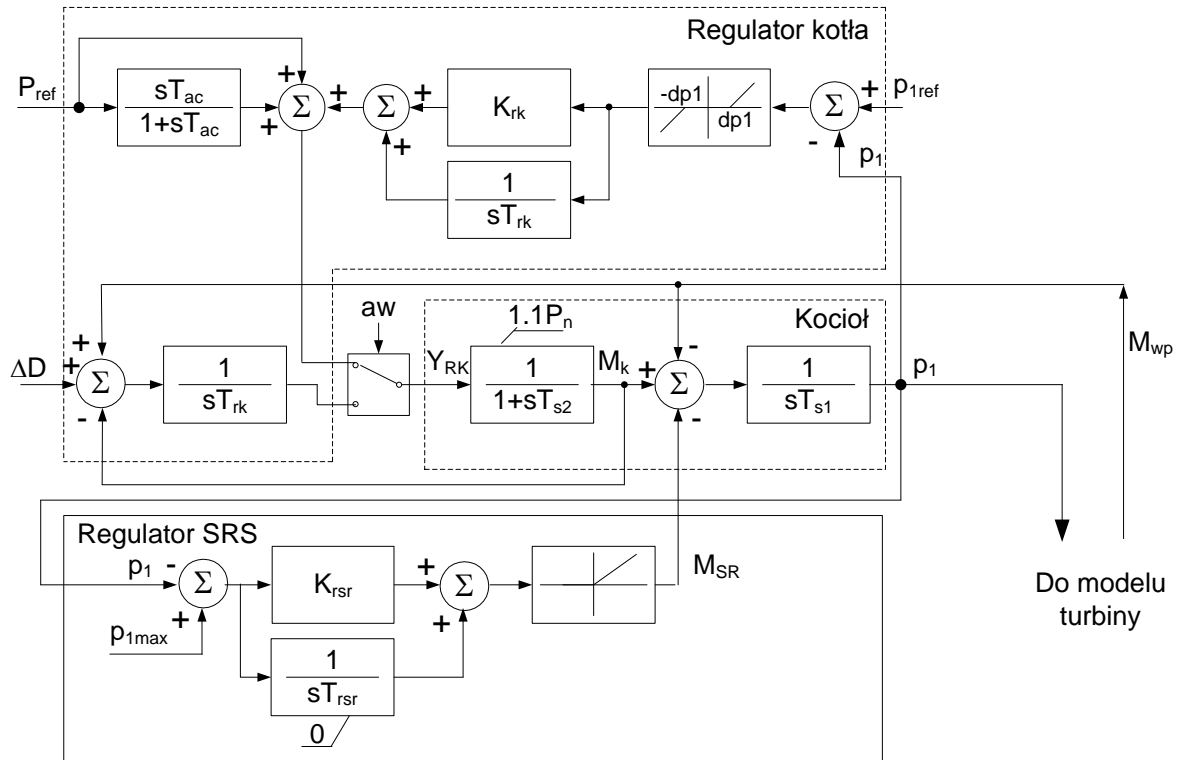 Regulator kotła
P_ref
sT_ac
1+sT_ac
+
+
Σ
+
+
Σ
+
+
K_rk
-dp1
dp1
Σ
+
p_1ref
-
p_1
1
sT_rk
aw
1.1P_n
Kocioł
M_wp
ΔD
+
+
Σ
-
1
sT_rk
Y_RK
1
1+sT_s2
M_k
+
-
Σ
-
1
sT_s1
p_1
Regulator SRS
p_1
-
Σ
+
p_1max
K_rsr
+
Σ
+
M_SR
1
sT_rsr
0
Do modelu
turbiny